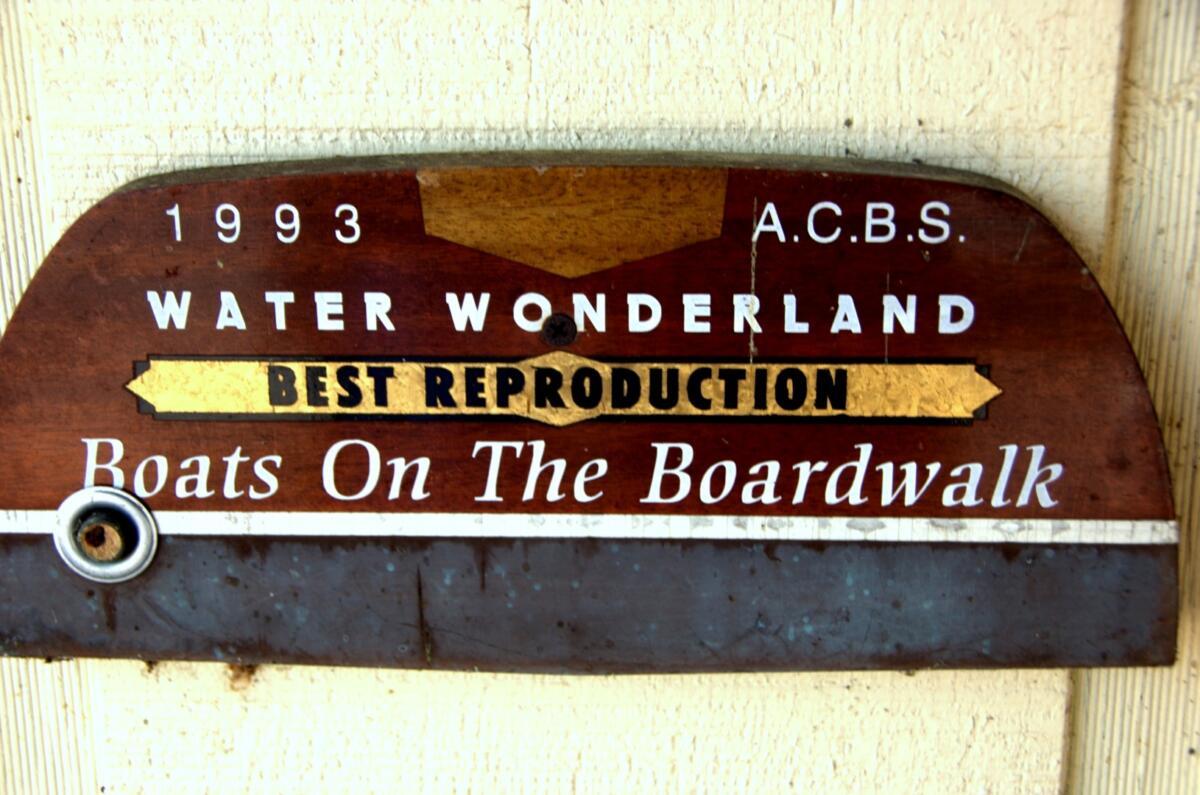 1993 A.C.B.S.
WATER WONDERLAND
BEST REPRODUCTION
Boats On The Boardwalk